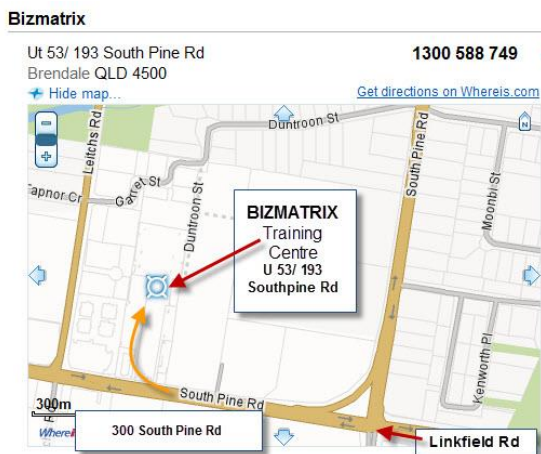 Bizmatrix
Ut 53/ 193 South Pine Rd
1300 588 749
Brendale QLD 4500
Hide map...
Get directions on Whereis.com
Leitchs Rd
Duntroon St
South Pine Rd
N
Garret St
Tapnor Cr
Duntroon St
Moonbi St
BIZMATRIX
Training
Centre
U 53/ 193
Southpine Rd
Kenworth Pl
South Pine Rd
300m
300 South Pine Rd
Linkfield Rd